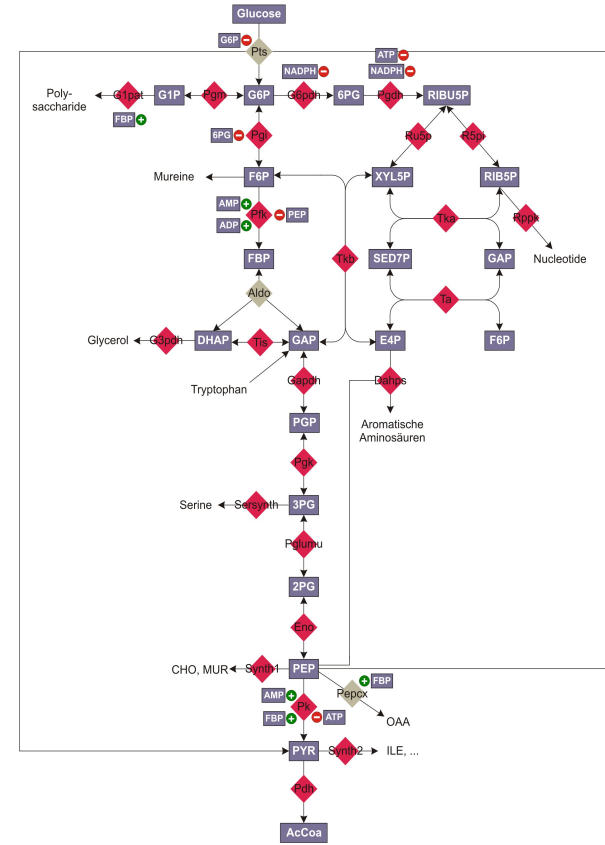 Glucose
G6P
Pts
ATP
NADPH
NADPH
Poly-
saccharide
G1pat
G1P
Pgm
G6P
G6pdh
6PG
Pgdh
RIBU5P
FBP
6PG
Pgi
Ru5p
R5pi
Mureine
F6P
XYL5P
RIB5P
AMP
ADP
Pfk
PEP
Tka
Rppk
FBP
Tkb
SED7P
GAP
Nucleotide
Aldo
Ta
Glycerol
G3pdh
DHAP
Tis
GAP
E4P
F6P
Tryptophan
Gapdh
Dahps
PGP
Aromatische
Aminosäuren
Pgk
Serine
Sersynth
3PG
Pglumu
2PG
Eno
CHO, MUR
Synth1
PEP
FBP
Pepcx
AMP
Pk
FBP
ATP
OAA
PYR
Synth2
ILE, ...
Pdh
AcCoa